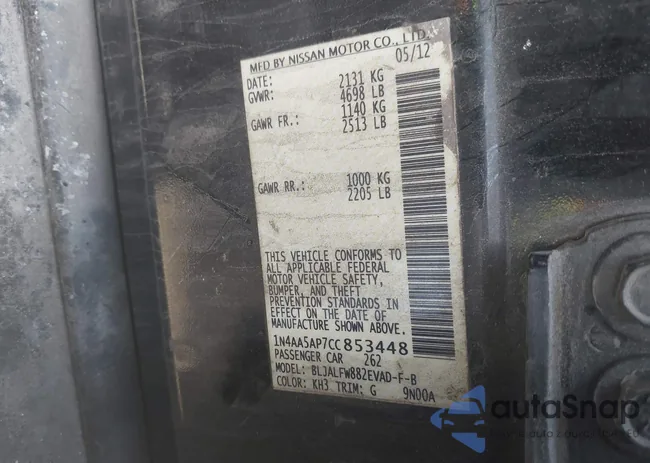 MFD BY NISSAN MOTOR CO., LTD.
DATE: 05/12
GVWR: 2131 KG
4698 LB
GAWR FR.: 1140 KG
2513 LB
GAWR RR.: 1000 KG
2205 LB
THIS VEHICLE CONFORMS TO
ALL APPLICABLE FEDERAL
MOTOR VEHICLE SAFETY,
BUMPER, AND THEFT
PREVENTION STANDARDS IN
EFFECT ON THE DATE OF
MANUFACTURE SHOWN ABOVE.
1N4AA5AP7CC853448
PASSENGER CAR 262
MODEL: BLJALFW882EVAD-F-B
COLOR: KH3 TRIM: G 9N00A
autaSnap